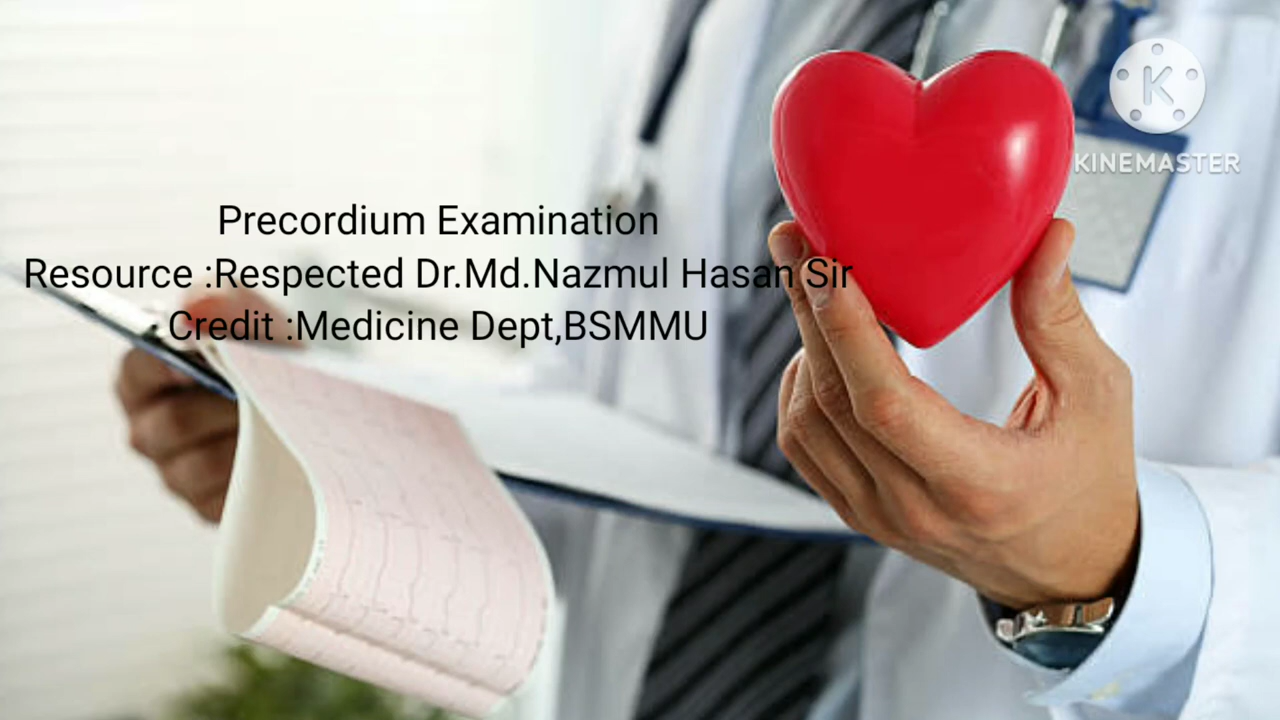 Precordium Examination
Resource :Respected Dr.Md.Nazmul Hasan Sir
Credit :Medicine Dept,BSMMU
K
KINEMASTER